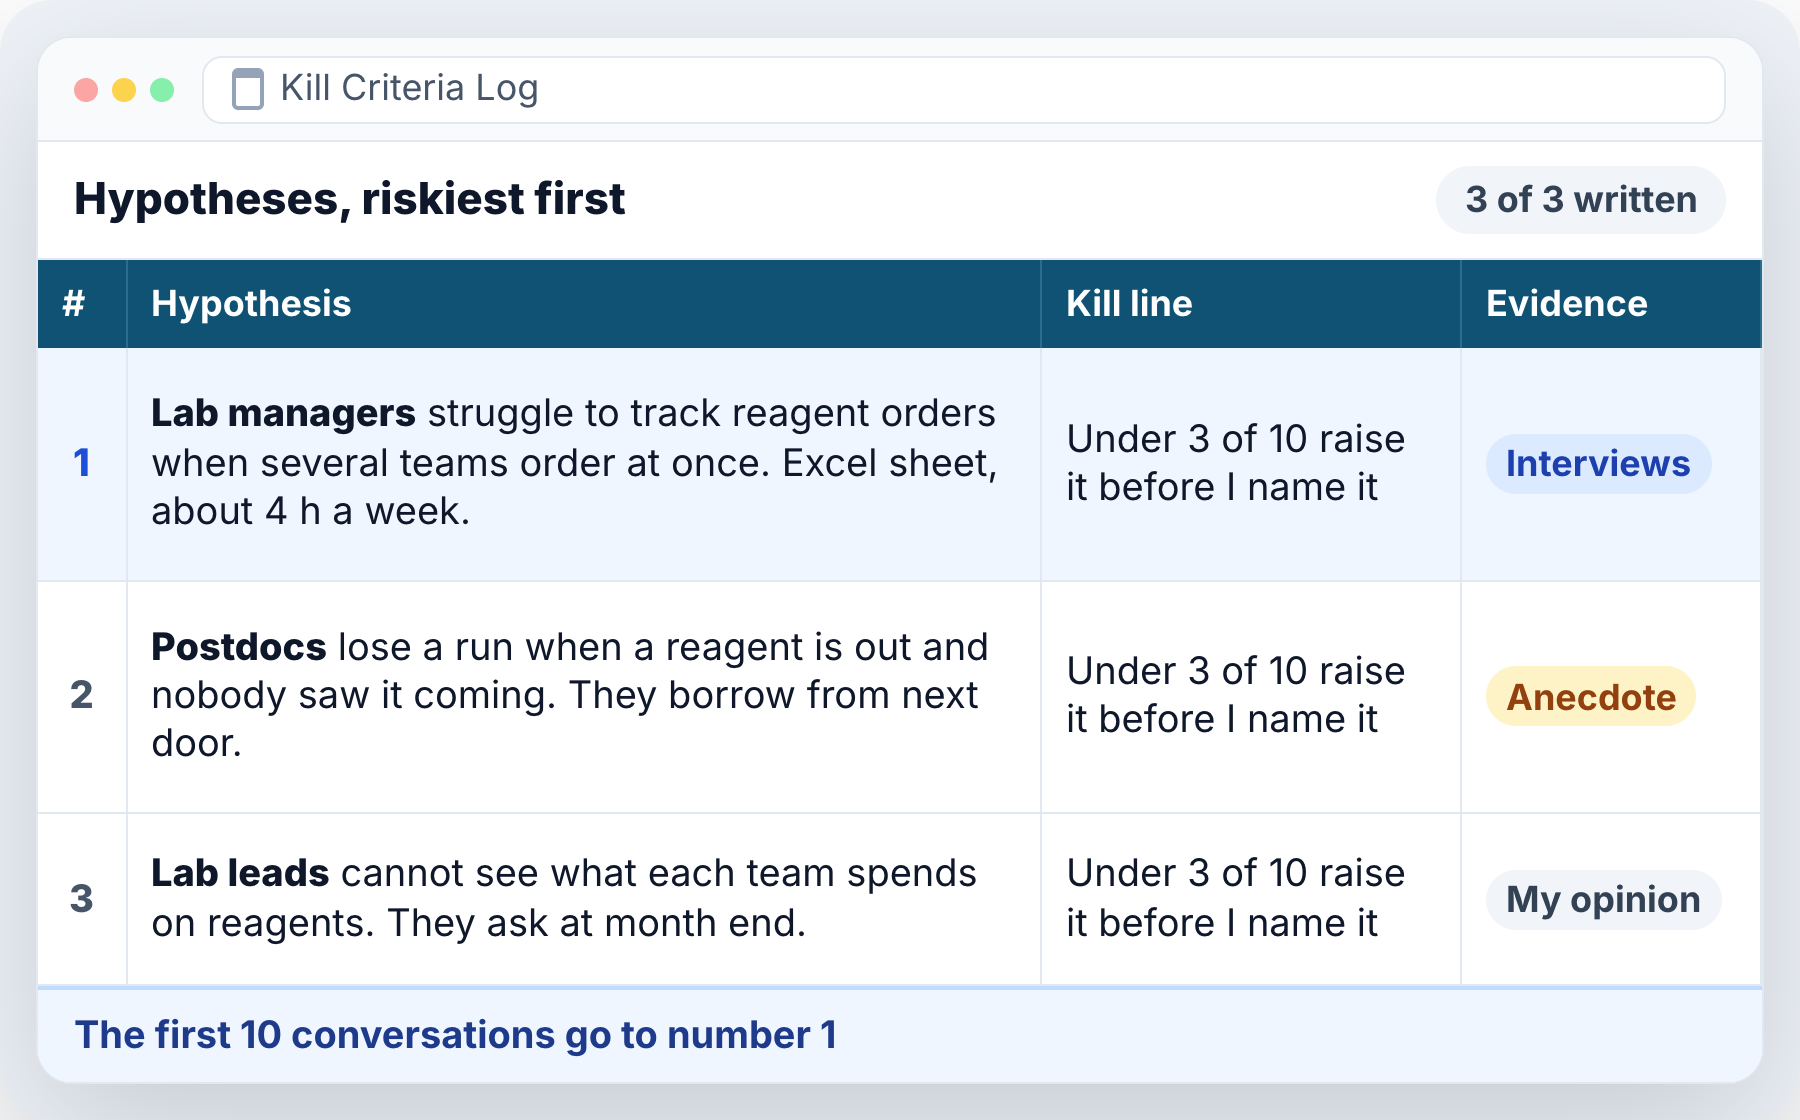 Kill Criteria Log
Hypotheses, riskiest first
3 of 3 written
# Hypothesis Kill line Evidence
1
Lab managers struggle to track reagent orders
when several teams order at once. Excel sheet,
about 4 h a week.
Under 3 of 10 raise
it before I name it
Interviews
2
Postdocs lose a run when a reagent is out and
nobody saw it coming. They borrow from next
door.
Under 3 of 10 raise
it before I name it
Anecdote
3
Lab leads cannot see what each team spends
on reagents. They ask at month end.
Under 3 of 10 raise
it before I name it
My opinion
The first 10 conversations go to number 1